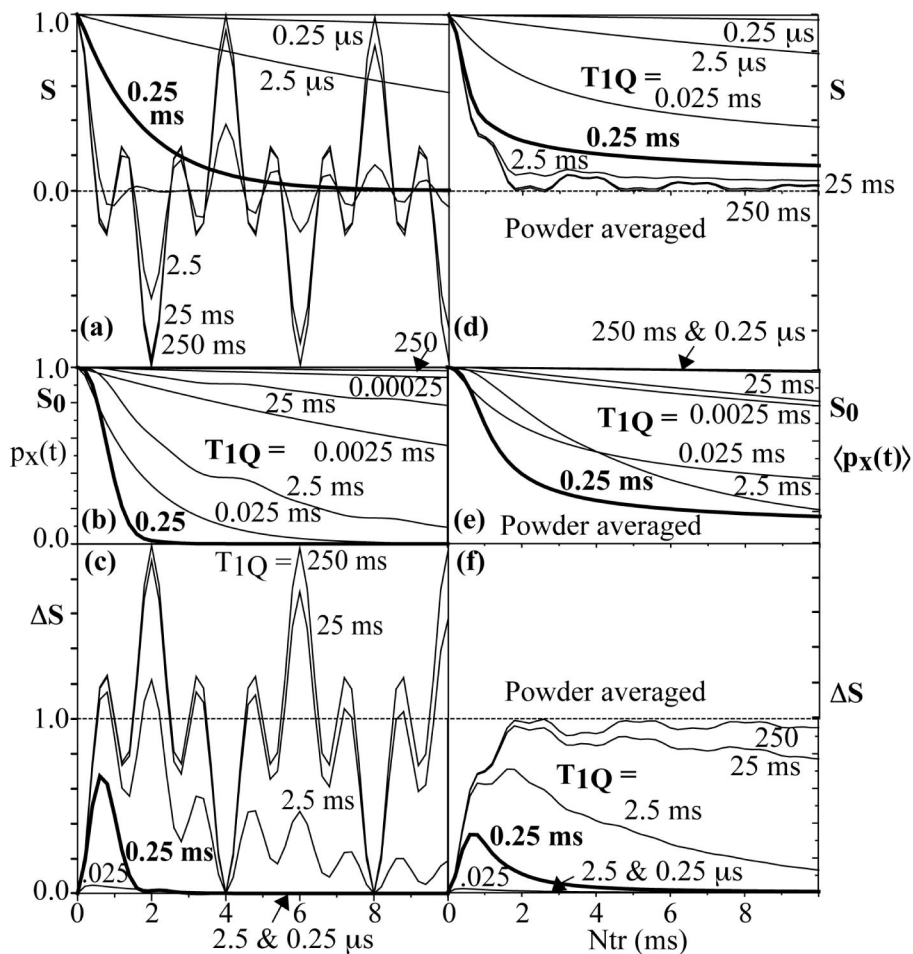 1.0
0.25 μs
2.5 μs
0.25
ms
S
0.0
2.5
25 ms
250 ms
(a)
0.25 μs
2.5 μs
T1Q =
0.025 ms
0.25 ms
2.5 ms
S
25 ms
250 ms
Powder averaged
(d)
250 ms & 0.25 μs
1.0
250
0.00025
25 ms
S0
px(t)
T1Q =
0.0025 ms
2.5 ms
0.025 ms
0.25
(b)
0.0
25 ms
T1Q =
0.0025 ms
0.025 ms
0.25 ms
2.5 ms
S0
⟨px(t)⟩
(e)
Powder averaged
(c)
T1Q =
250 ms
25 ms
ΔS
1.0
2.5 ms
0.25 ms
.025
0.0
0
2
4
6
8
2.5 & 0.25 μs
(f)
Powder averaged
ΔS
250
25 ms
T1Q =
2.5 ms
0.25 ms
2.5 & 0.25 μs
.025
0
2
4
6
8
Ntr (ms)